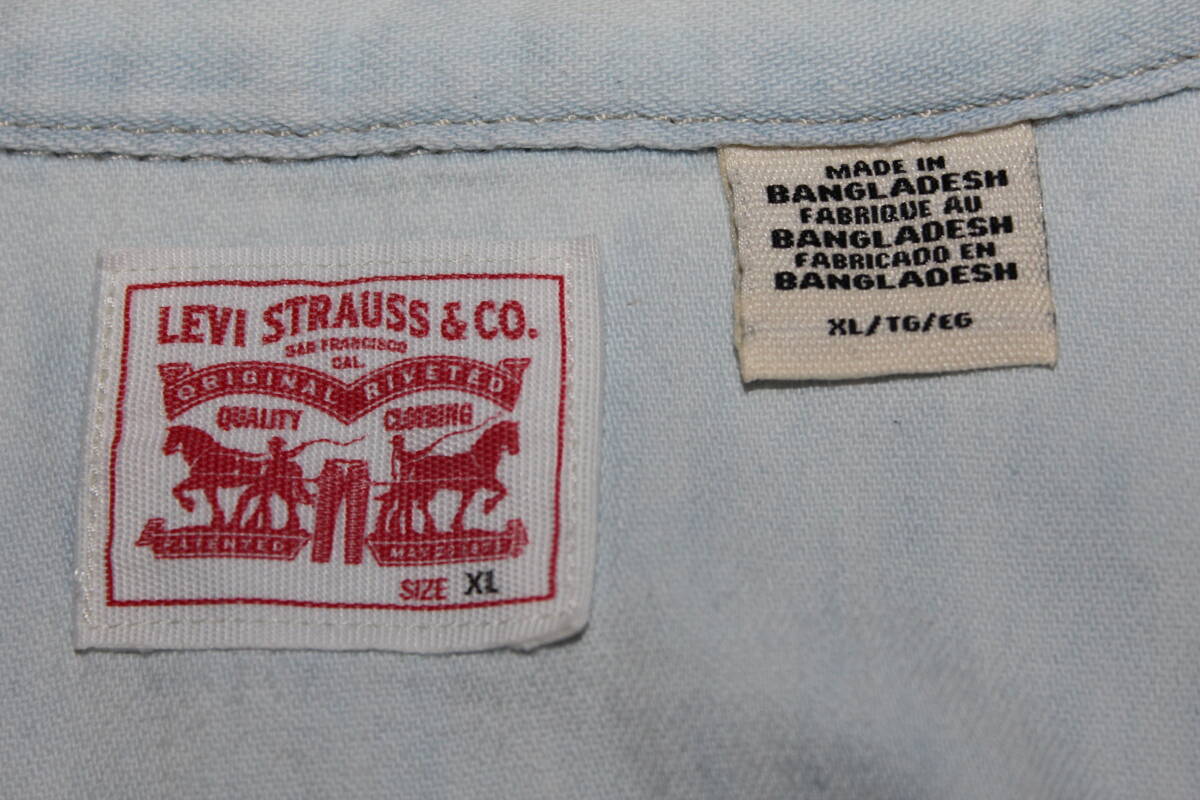 LEVI STRAUSS & CO.
SAN FRANCISCO
CAL.
ORIGINAL RIVETED
QUALITY CLOTHING
PATENTED
SIZE XL
MADE IN
BANGLADESH
FABRIQUE AU
BANGLADESH
FABRICADO EN
BANGLADESH
XL/TG/EG